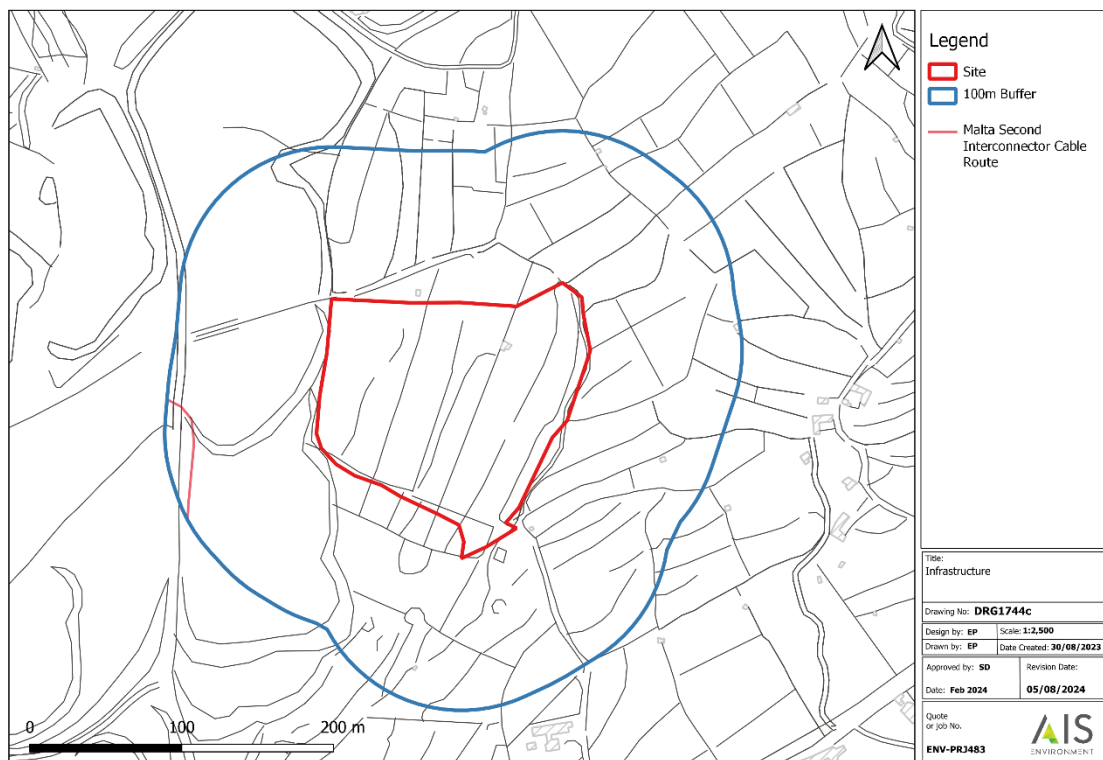 Legend
Site
100m Buffer
Malta Second
Interconnector Cable
Route
0
100
200 m
Title:
Infrastructure
Drawing No: DRG1744c
Design by: EP
Scale: 1:2,500
Drawn by: EP
Date Created: 30/08/2023
Approved by: SD
Revision Date:
Date: Feb 2024
05/08/2024
Quote
or job No.
ENV-PRJ483
AIS
ENVIRONMENT